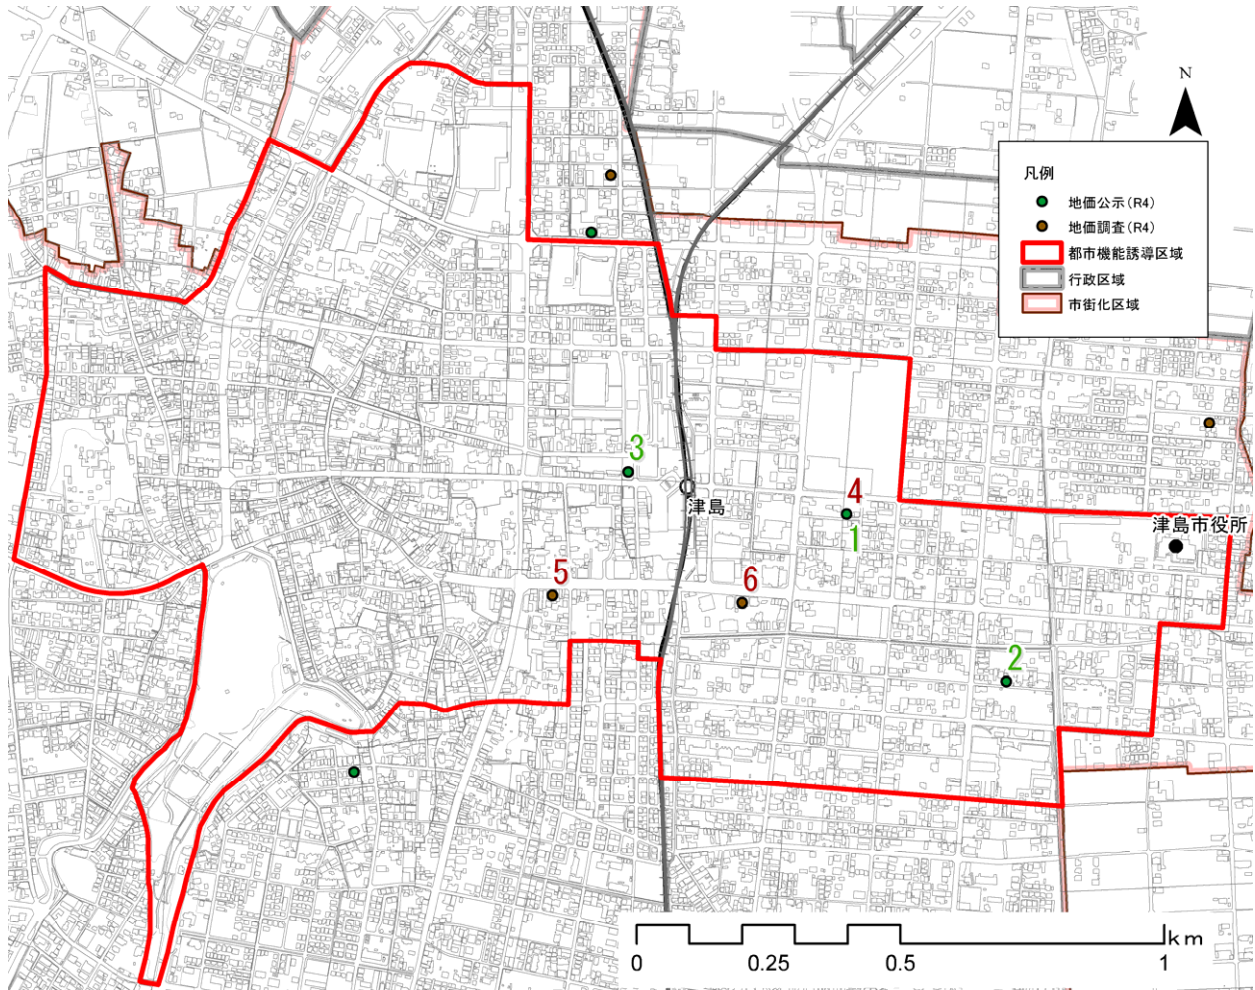 N
凡例
地価公示(R4)
地価調査(R4)
都市機能誘導区域
行政区域
市街化区域
3
津島
4
1
津島市役所
5
6
2
km
0
0.25
0.5
1